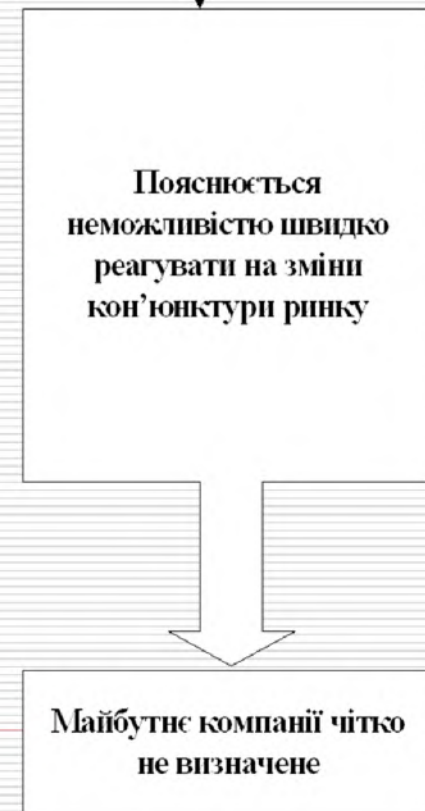 Пояснюється
неможливістю швидко
реагувати на зміни
кон’юнктури ринку
Майбутнє компанії чітко
не визначене